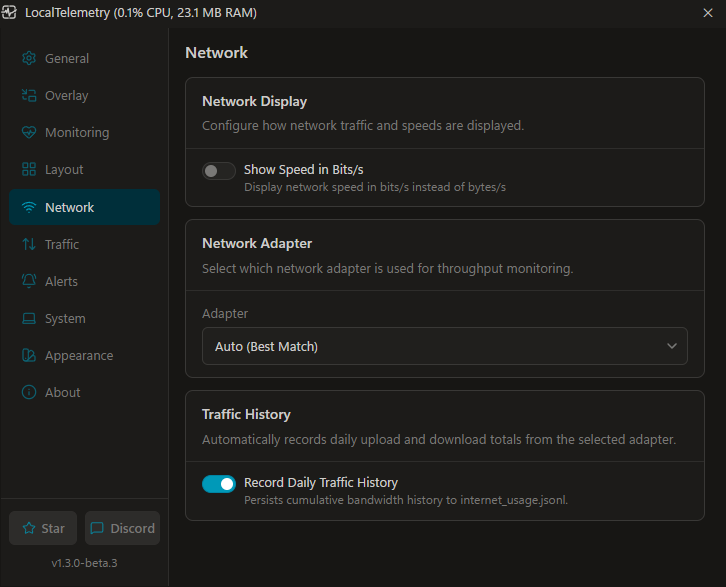 LocalTelemetry (0.1% CPU, 23.1 MB RAM)
General
Overlay
Monitoring
Layout
Network
Traffic
Alerts
System
Appearance
About
Star
Discord
v1.3.0-beta.3
Network
Network Display
Configure how network traffic and speeds are displayed.
Show Speed in Bits/s
Display network speed in bits/s instead of bytes/s
Network Adapter
Select which network adapter is used for throughput monitoring.
Adapter
Auto (Best Match)
Traffic History
Automatically records daily upload and download totals from the selected adapter.
Record Daily Traffic History
Persists cumulative bandwidth history to internet_usage.jsonl.